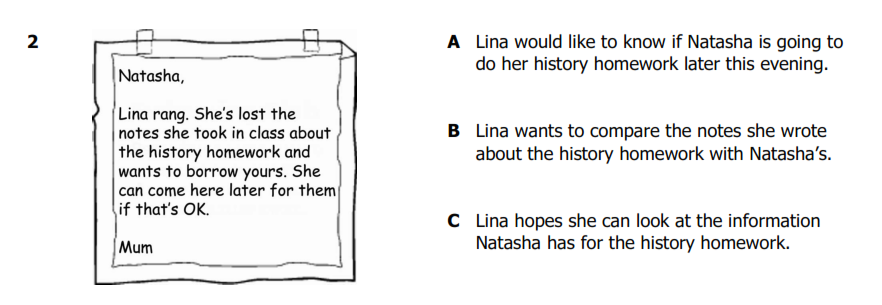 2
Natasha,
Lina rang. She's lost the
notes she took in class about
the history homework and
wants to borrow yours. She
can come here later for them
if that's OK.
Mum
A Lina would like to know if Natasha is going to
do her history homework later this evening.
B Lina wants to compare the notes she wrote
about the history homework with Natasha's.
C Lina hopes she can look at the information
Natasha has for the history homework.